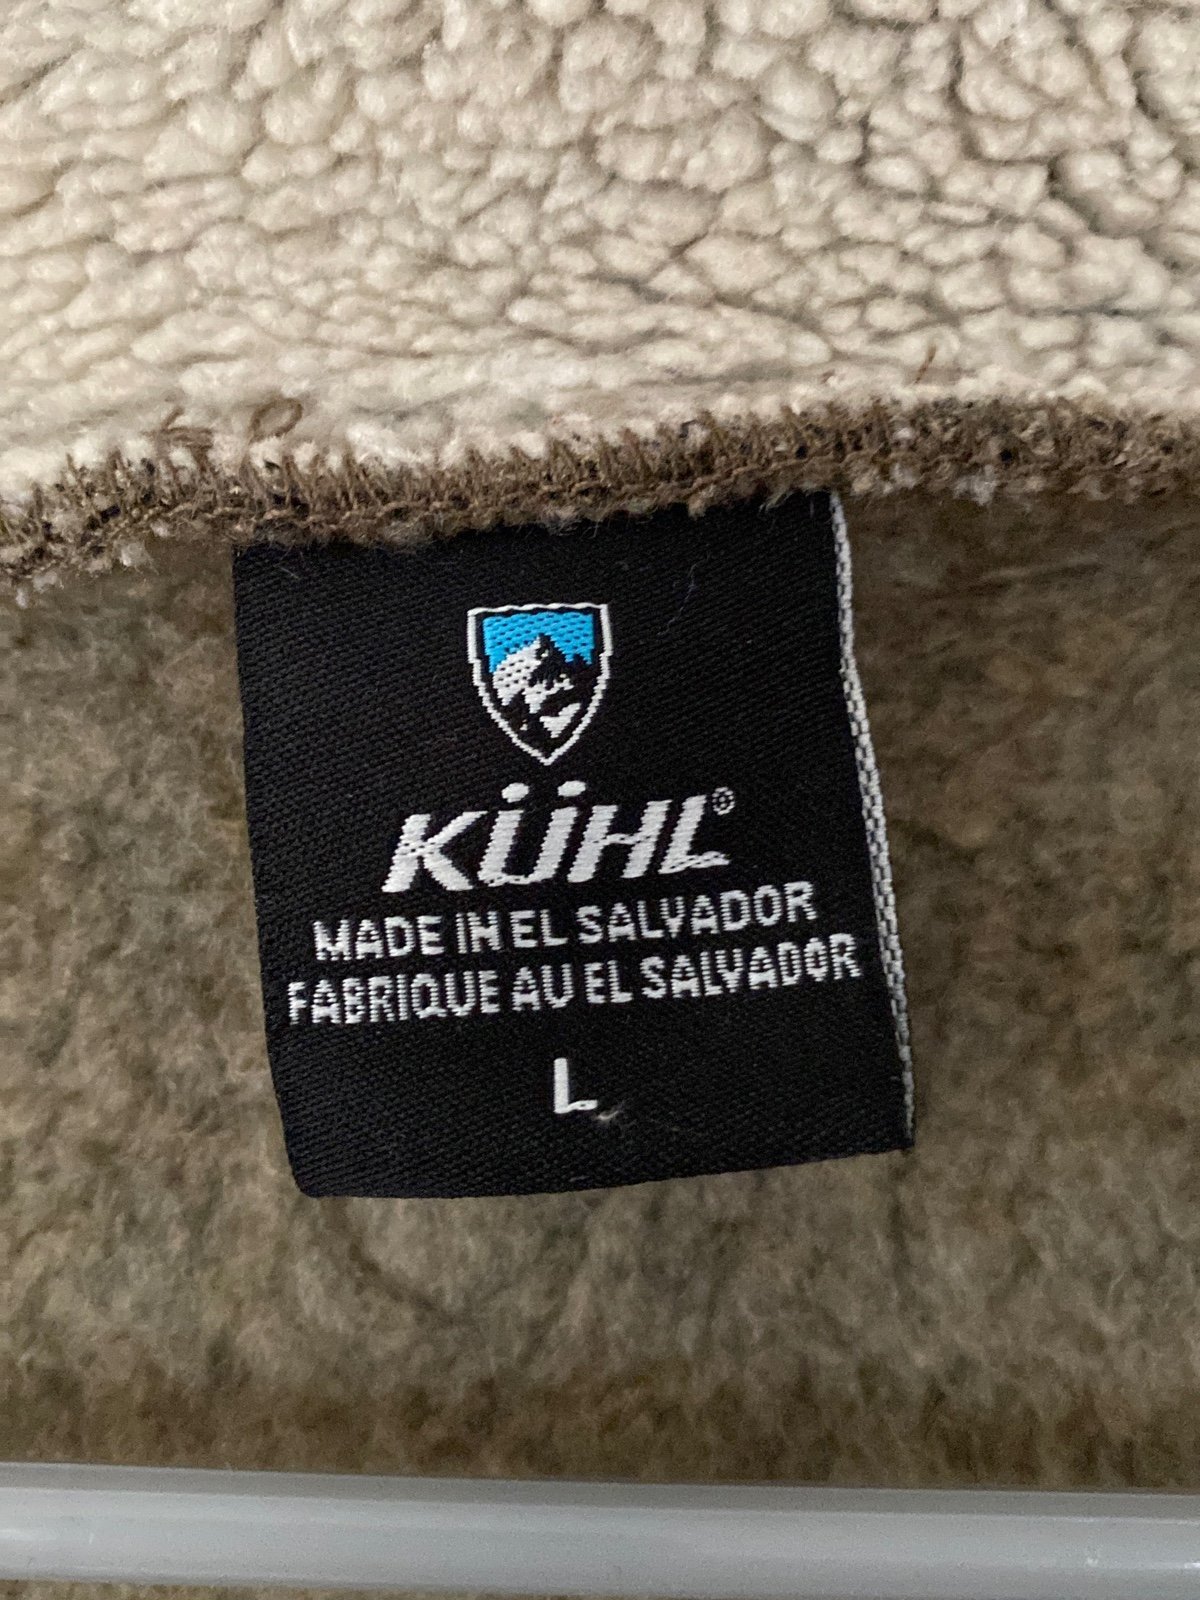 KÜHL®
MADE IN EL SALVADOR
FABRIQUE AU EL SALVADOR
L